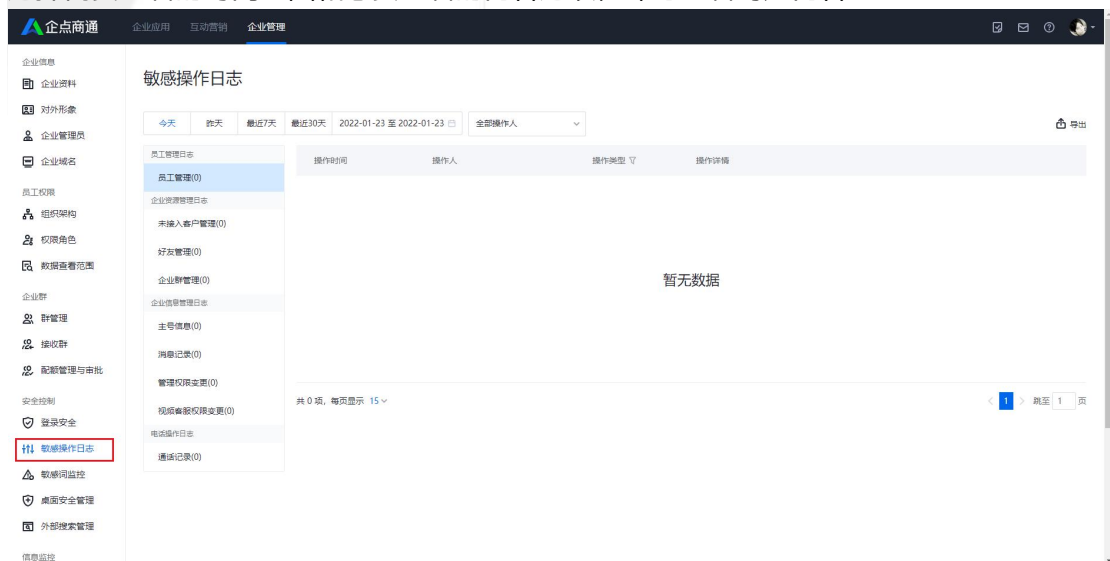 企点商通
企业应用 互动营销 企业管理
企业信息
企业资料
对外形象
企业管理员
企业域名
员工权限
组织架构
权限角色
数据查看范围
企业群
群管理
接收群
配额管理与审批
安全控制
登录安全
敏感操作日志
敏感词监控
桌面安全管理
外部搜索管理
信息监控
敏感操作日志
今天 昨天 最近7天 最近30天 2022-01-23 至 2022-01-23 全部操作人 导出
员工管理日志
员工管理(0)
企业资源管理日志
未接入客户管理(0)
好友管理(0)
企业群管理(0)
企业信息管理日志
主号信息(0)
消息记录(0)
管理权限变更(0)
视频客服权限变更(0)
电话操作日志
通话记录(0)
操作时间 操作人 操作类型 操作详情
暂无数据
共 0 项，每页显示 15
1 跳至 1 页